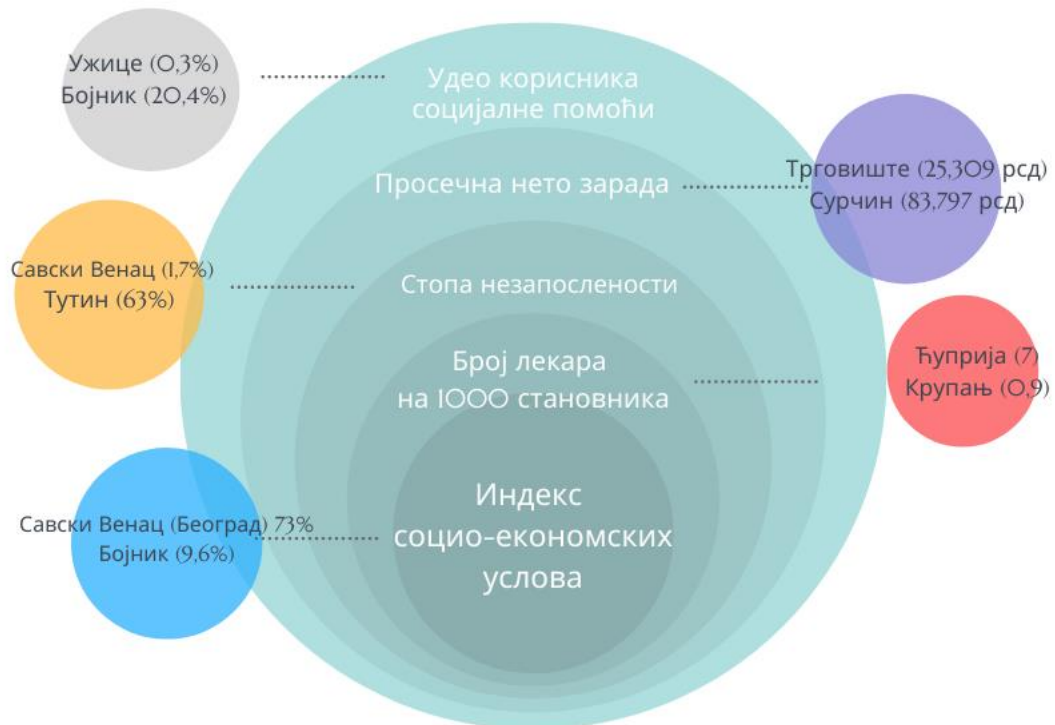 Ужице (0,3%)
Бојник (20,4%)
Удео корисника
социјалне помоћи
Просечна нето зарада
Трговиште (25,309 рсд)
Сурчин (83,797 рсд)
Савски Венац (1,7%)
Тутин (63%)
Стопа незапослености
Број лекара
на 1000 становника
Ћуприја (7)
Крупањ (0,9)
Савски Венац (Београд) 73%
Бојник (9,6%)
Индекс
социо-економских
услова